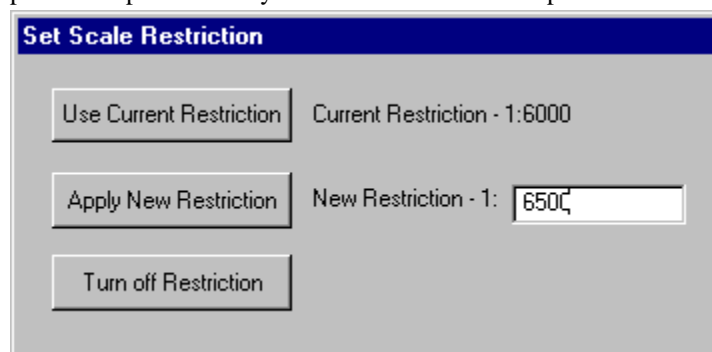 Set Scale Restriction
Use Current Restriction Current Restriction - 1:6000
Apply New Restriction New Restriction - 1: 6500
Turn off Restriction